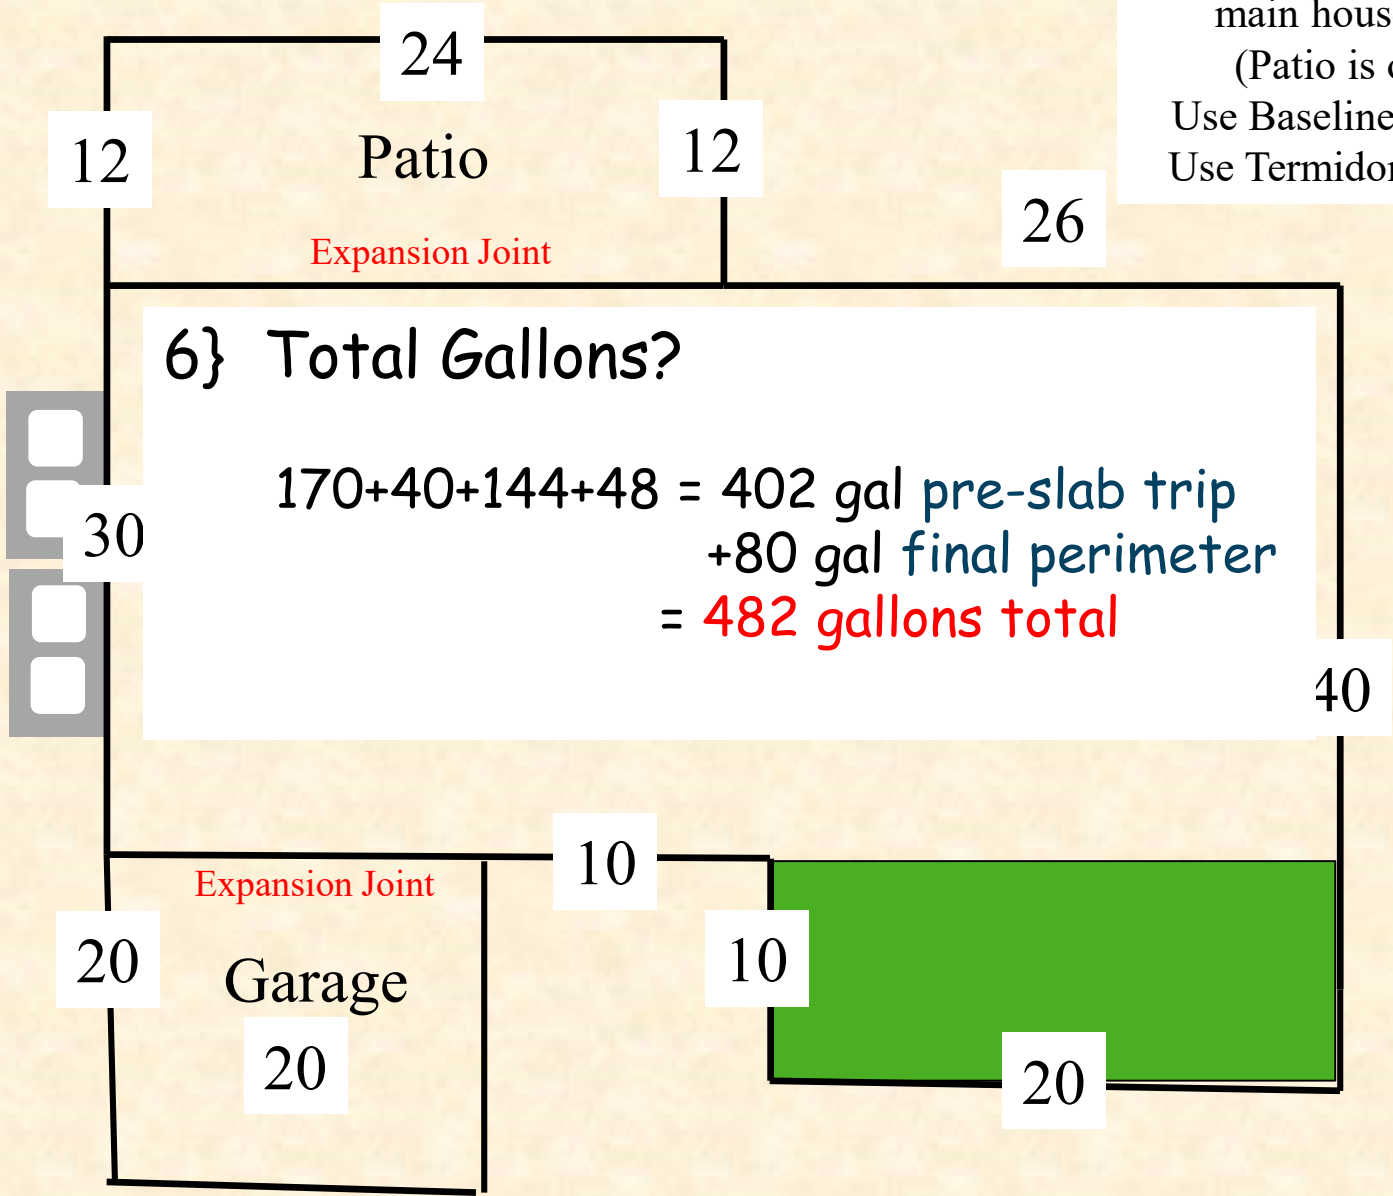 main hous
(Patio is
Use Baseline
Use Termidor
24
12
Patio
12
26
Expansion Joint
6} Total Gallons?
170+40+144+48 = 402 gal pre-slab trip
+80 gal final perimeter
= 482 gallons total
30
40
10
Expansion Joint
20
Garage
10
20
20